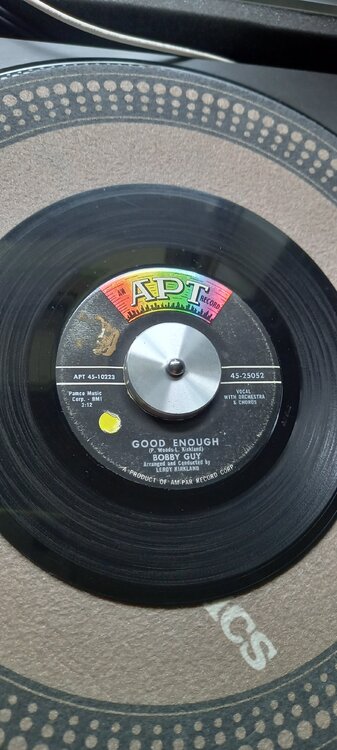 AN APT RECORD
APT 45-10223
45-25052
Pamco Music
Corp. - BMI
2:12
VOCAL
WITH ORCHESTRA
& CHORUS
GOOD ENOUGH
(P. Woods-L. Kirkland)
BOBBY GUY
Arranged and Conducted by
LEROY KIRKLAND
A PRODUCT OF AM-PAR RECORD CORP.
ICS